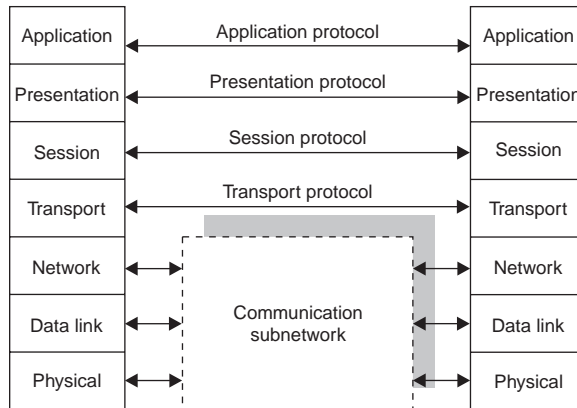 Application
Application protocol
Application
Presentation
Presentation protocol
Presentation
Session
Session protocol
Session
Transport
Transport protocol
Transport
Network
Network
Data link
Communication
subnetwork
Data link
Physical
Physical